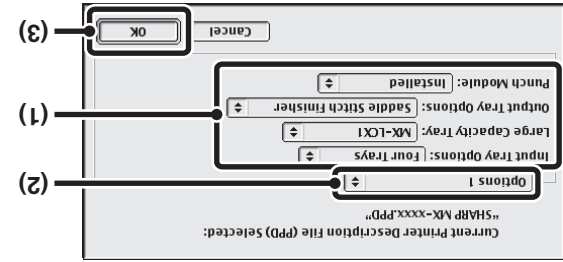 Current Printer Description File (PPD) Selected:
"SHARP MX-xxxx.PPD"
Options 1
(2)
Input Tray Options: Four Trays
Large Capacity Tray: MX-LCX1
Output Tray Options: Saddle Stitch Finisher
Punch Module: Installed
(1)
Cancel
OK
(3)